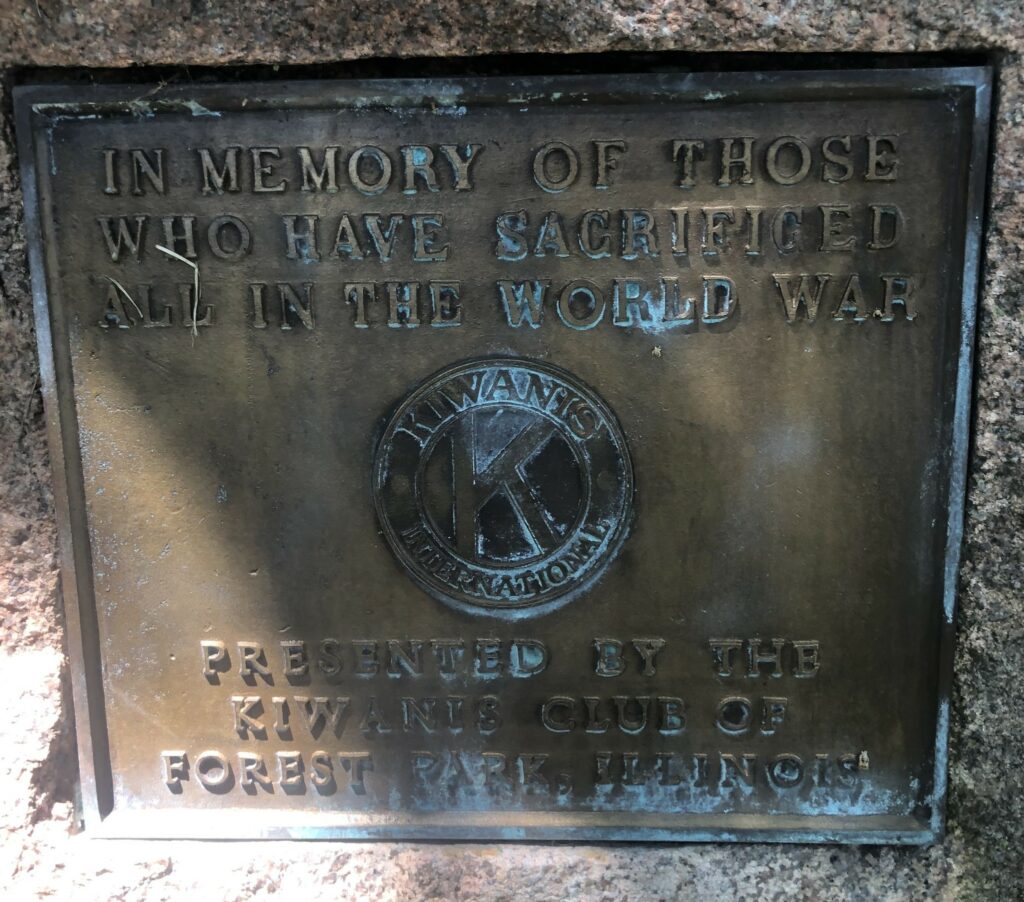 IN MEMORY OF THOSE
WHO HAVE SACRIFICED
ALL IN THE WORLD WAR
KIWANIS
K
INTERNATIONAL
PRESENTED BY THE
KIWANIS CLUB OF
FOREST PARK, ILLINOIS